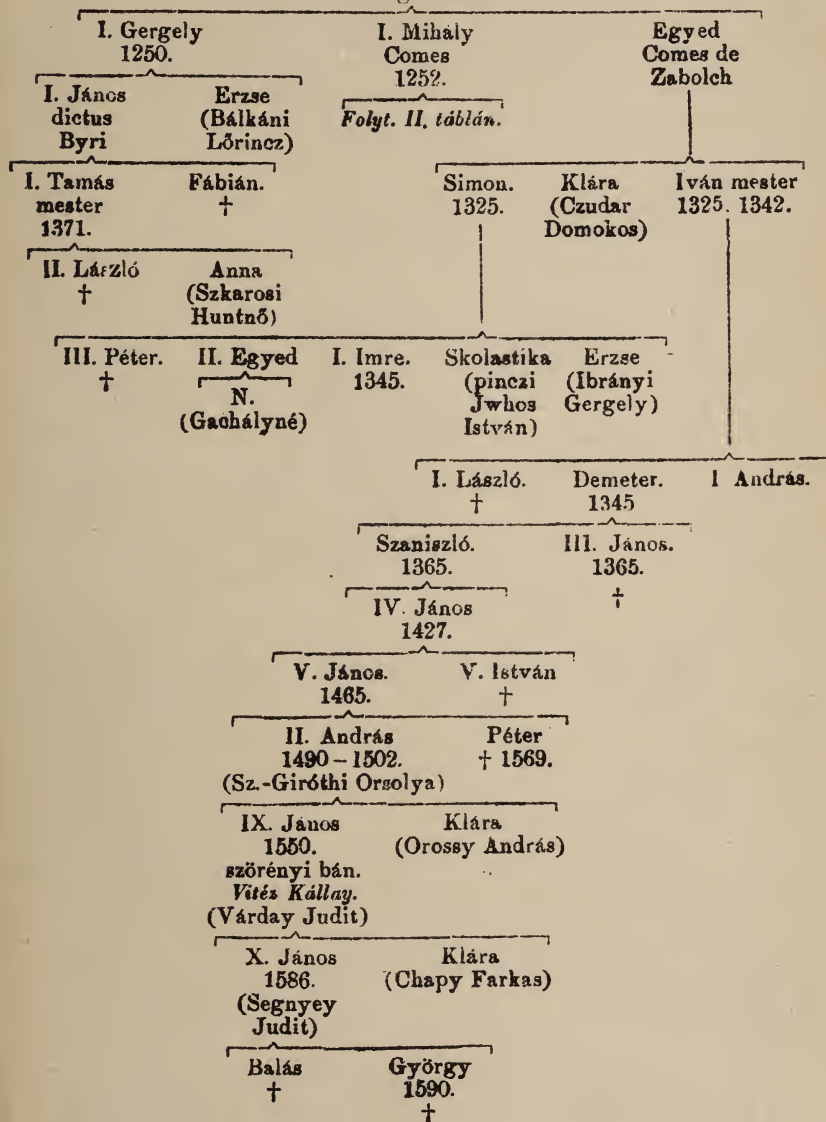 I. Gergely I. Mihály Egyed
1250. Comes Comes de
1252. Zabolch
I. János Erzse Folyt. II. táblán.
dictus (Bálkáni
Byri Lőrincz)
I. Tamás Fábián. Simon. Klára Iván mester
mester † 1325. (Czudar 1325. 1342.
1371. Domokos)
II. László Anna
† (Szkarosi
Huntnő)
III. Péter. II. Egyed I. Imre. Skolastika Erzse
† N. 1345. (pinczi (Ibrányi
(Gachályné) Jwhos Gergely)
István)
I. László. Demeter. I András.
† 1345
Szaniszló. III. János.
1365. 1365.
†
IV. János
1427.
V. János. V. István
1465. †
II. András Péter
1490–1502. † 1569.
(Sz.-Giróthi Orsolya)
IX. János Klára
1550. (Orossy András)
szörényi bán.
Vitéz Kállay.
(Várday Judit)
X. János Klára
1586. (Chapy Farkas)
(Segnyey
Judit)
Balás György
† 1590.
†